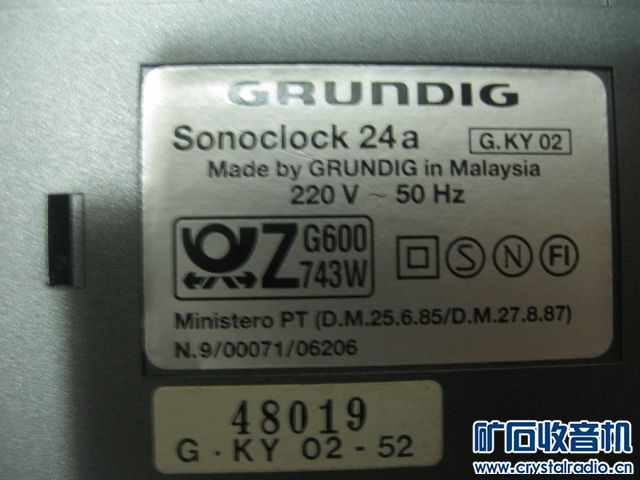 GRUNDIG
Sonoclock 24a G.KY 02
Made by GRUNDIG in Malaysia
220 V ~ 50 Hz
Z G600
743W
S N FI
Ministero PT (D.M.25.6.85/D.M.27.8.87)
N.9/00071/06206
48019
G·KY 02-52
矿石收音机
www.crystalradio.cn